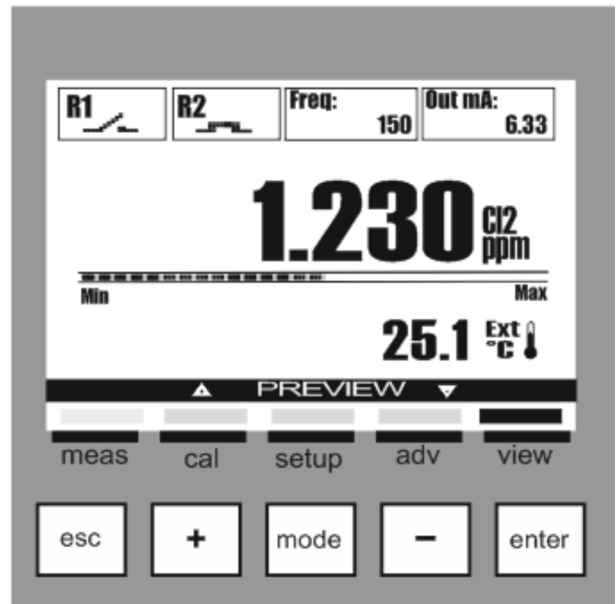 R1 R2 Freq: Out mA:
150 6.33
1.230 Cl2
ppm
Min Max
25.1 Ext
°C
PREVIEW
meas cal setup adv view
esc + mode − enter